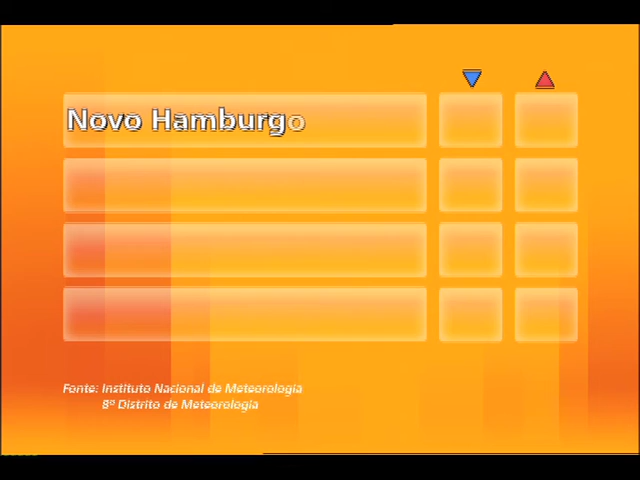 Novo Hamburgo
Fonte: Instituto Nacional de Meteorologia
8º Distrito de Meteorologia